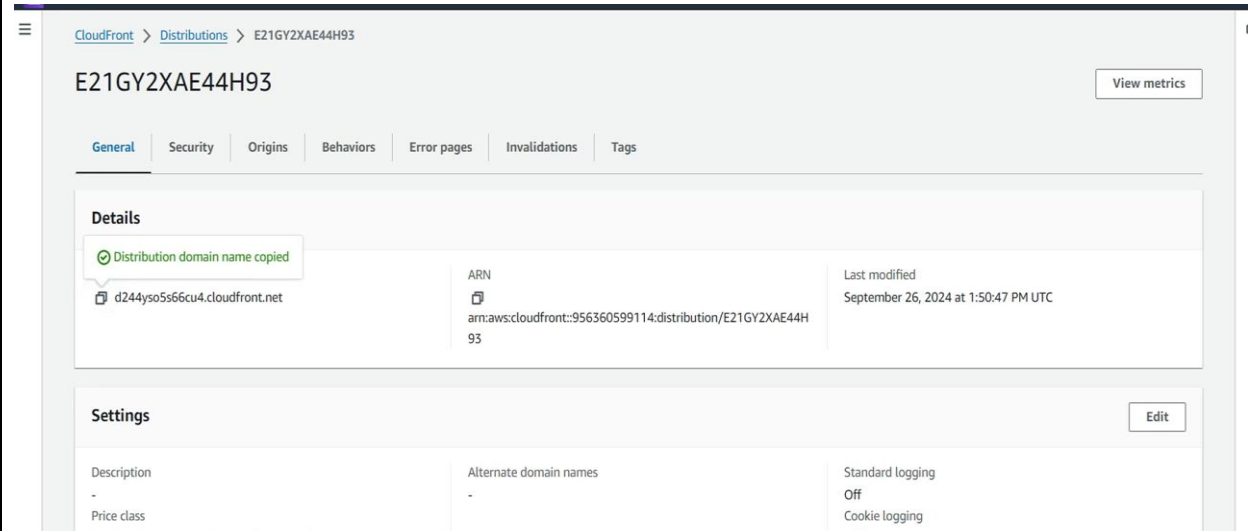 CloudFront > Distributions > E21GY2XAE44H93
E21GY2XAE44H93
View metrics
General
Security
Origins
Behaviors
Error pages
Invalidations
Tags
Details
Distribution domain name copied
d244yso5s66cu4.cloudfront.net
ARN
arn:aws:cloudfront::956360599114:distribution/E21GY2XAE44H
93
Last modified
September 26, 2024 at 1:50:47 PM UTC
Settings
Edit
Description
-
Price class
Alternate domain names
-
Standard logging
Off
Cookie logging